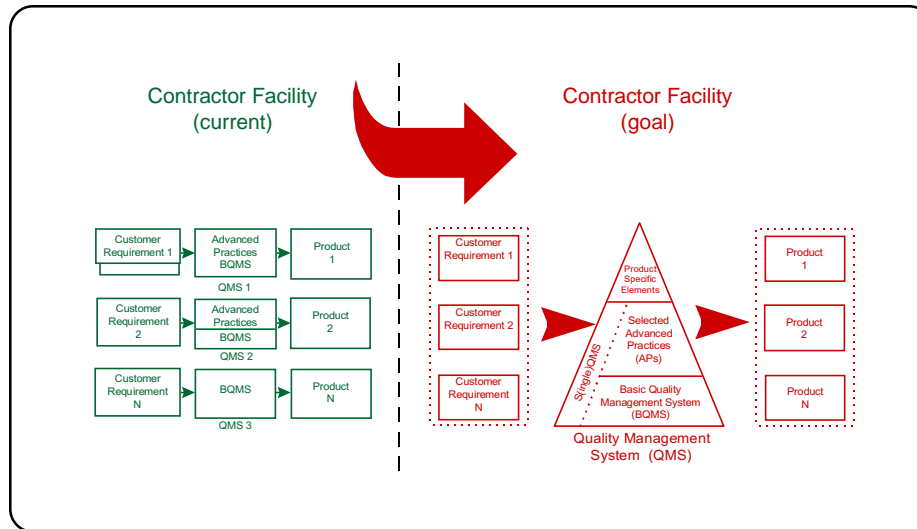 Contractor Facility
(current)
Customer
Requirement 1
Advanced
Practices
BQMS
Product
1
QMS 1
Customer
Requirement
2
Advanced
Practices
BQMS
Product
2
QMS 2
Customer
Requirement
N
BQMS
Product
N
QMS 3
Contractor Facility
(goal)
Customer
Requirement 1
Customer
Requirement 2
Customer
Requirement N
Product
Specific
Elements
Selected
Advanced
Practices
(APs)
S(ingle)QMS
Basic Quality
Management System
(BQMS)
Quality Management
System (QMS)
Product
1
Product
2
Product
N